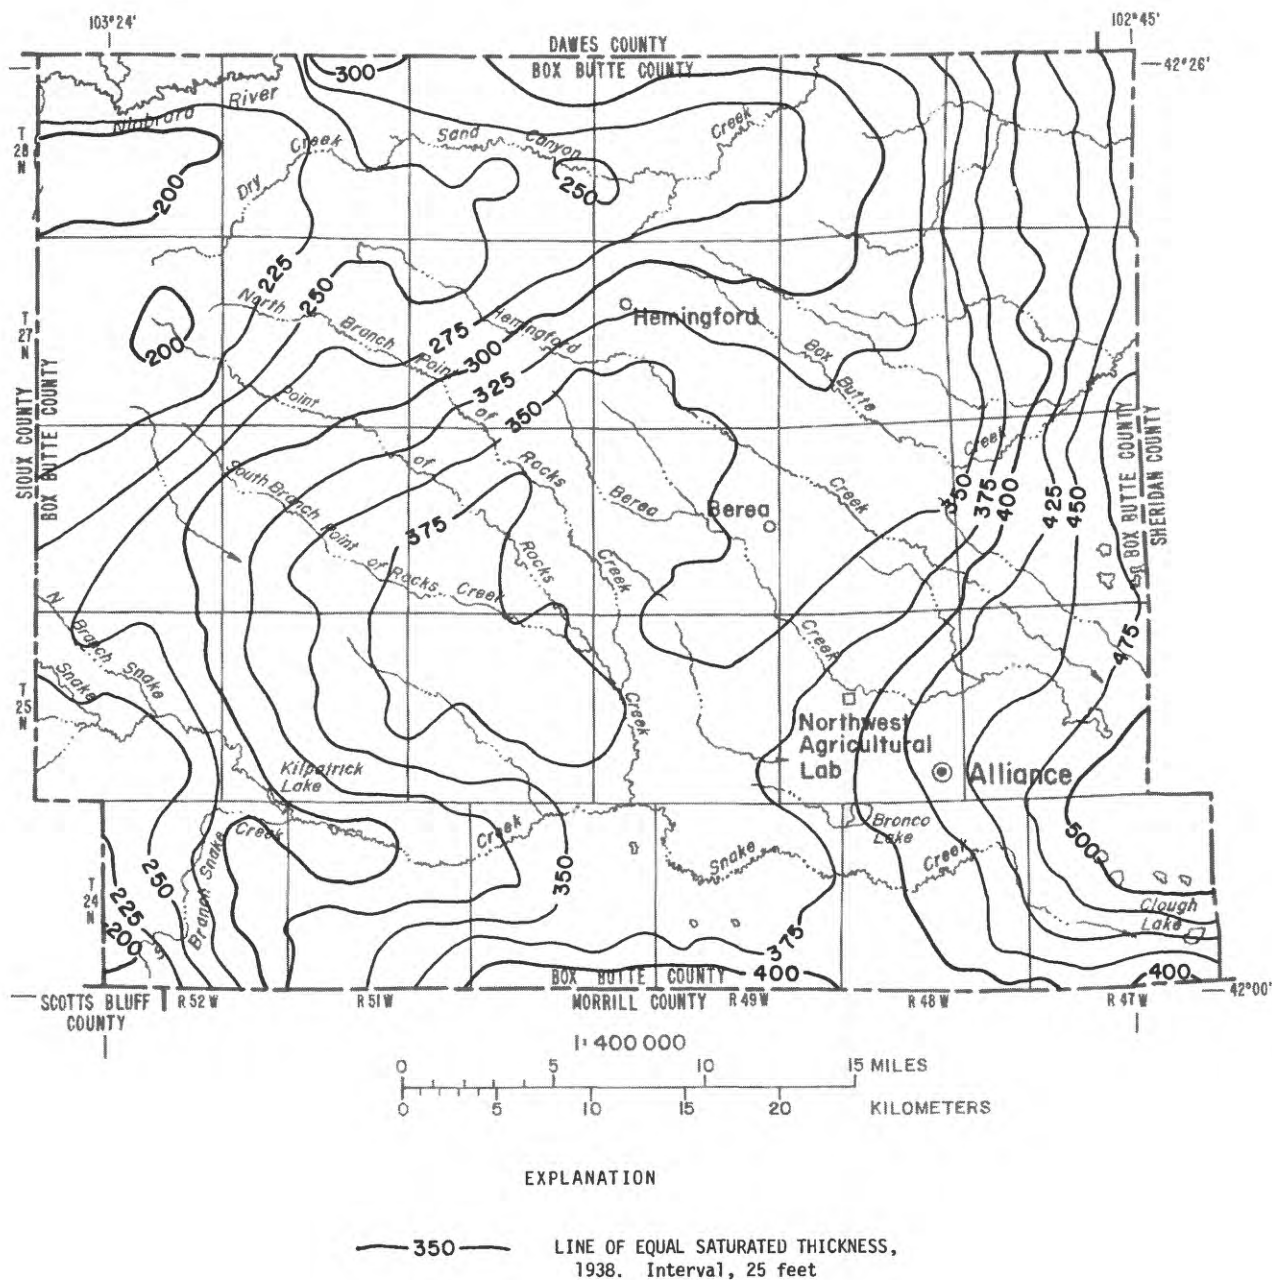 103°24'
102°45'
DAWES COUNTY
BOX BUTTE COUNTY
42°26'
300
Ninbrara River
T
28
N
Creek
Sand
Canyon
Creek
Dry
250
200
225
250
North
Branch
Point
of
Rocks
Creek
Hemingford
Hemingford
T
27
N
200
275
300
325
350
Box
Butte
Creek
Point
of
Rocks
SIOUX COUNTY
BOX BUTTE COUNTY
BOX BUTTE COUNTY
SHERIDAN COUNTY
South Branch Point
of Rocks
Creek
375
Berea
Berea
Creek
350
375
400
425
450
475
N
Branch
Snake
Snake
Creek
Creek
T
25
N
Northwest
Agricultural
Lab
Alliance
Kilpatrick
Lake
Creek
Creek
Snake
Creek
Bronco
Lake
500
T
24
N
250
225
200
Branch Snake
350
375
400
Clough
Lake
400
BOX BUTTE COUNTY
MORRILL COUNTY
SCOTTS BLUFF
COUNTY
R 52 W
R 51 W
R 49 W
R 48 W
R 47 W
42°00'
1:400 000
0 5 10 15 MILES
0 5 10 15 20 KILOMETERS
EXPLANATION
350
LINE OF EQUAL SATURATED THICKNESS,
1938. Interval, 25 feet